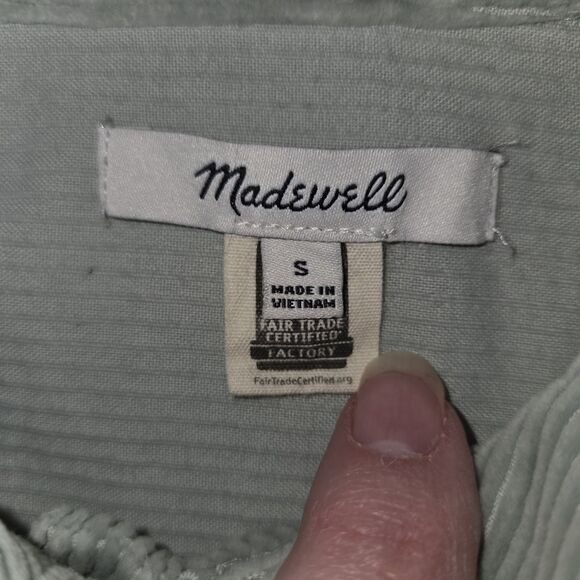 Madewell
S
MADE IN
VIETNAM
FAIR TRADE
CERTIFIED
FACTORY
FairTradeCertified.org